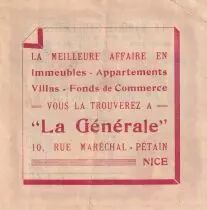 LA MEILLEURE AFFAIRE EN
Immeubles - Appartements
Villas - Fonds de Commerce
VOUS LA TROUVEREZ A
"La Générale"
10, RUE MARÉCHAL - PÉTAIN
NICE